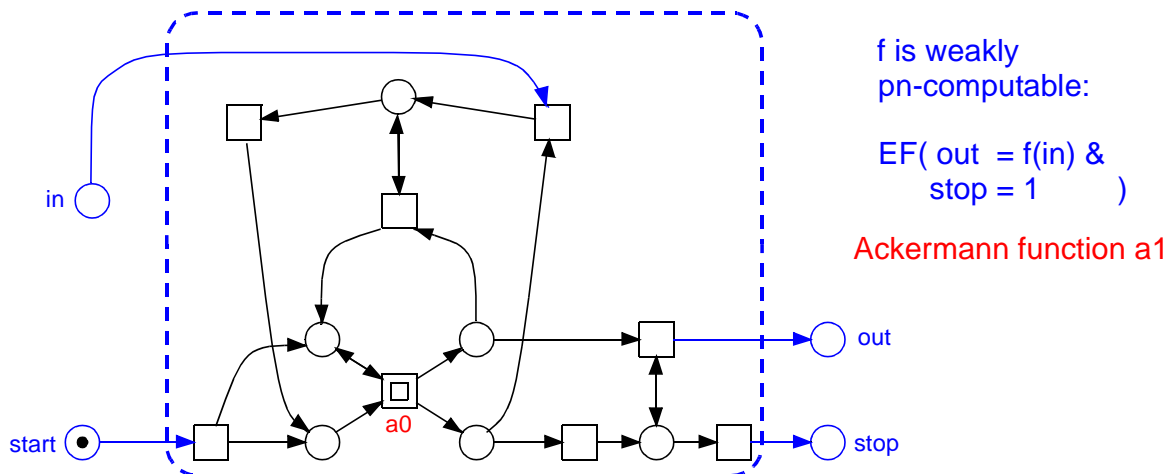 f is weakly
pn-computable:
EF( out = f(in) &
stop = 1 )
in
Ackermann function a1
out
a0
start
stop